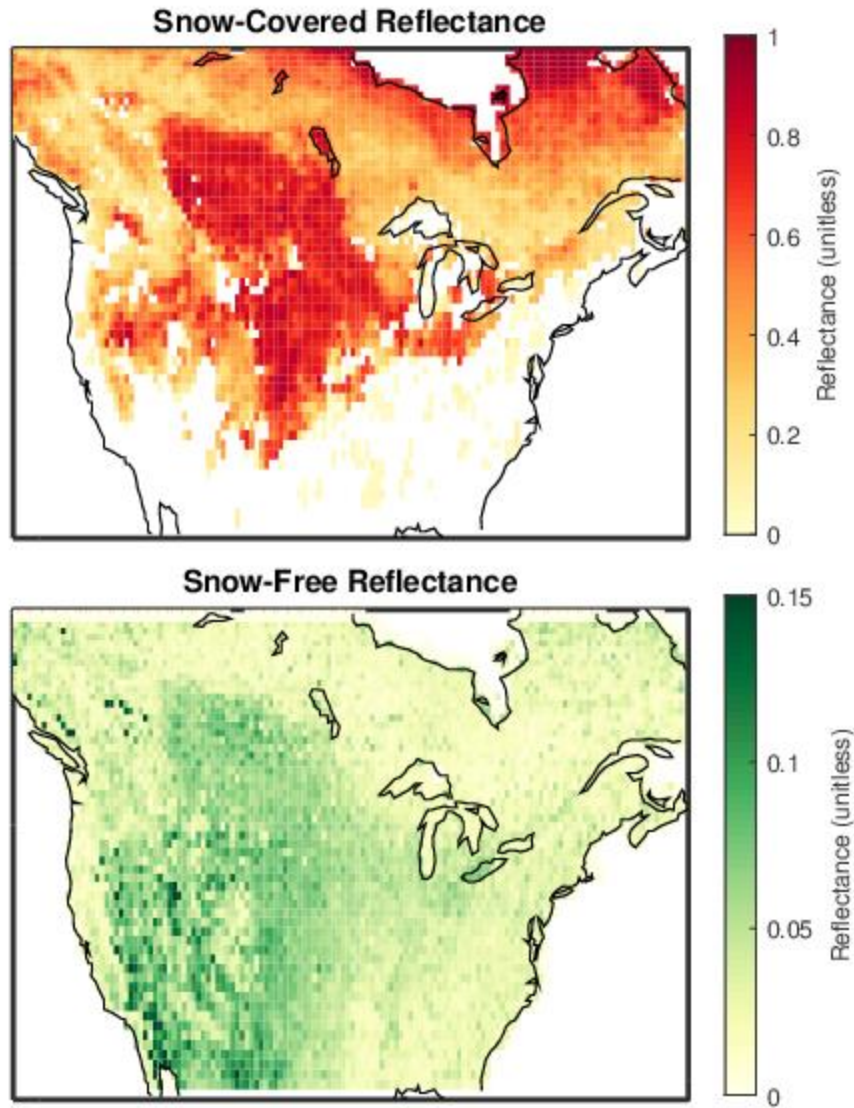 Snow-Covered Reflectance
1
0.8
0.6
0.4
0.2
0
Reflectance (unitless)
Snow-Free Reflectance
0.15
0.1
0.05
0
Reflectance (unitless)